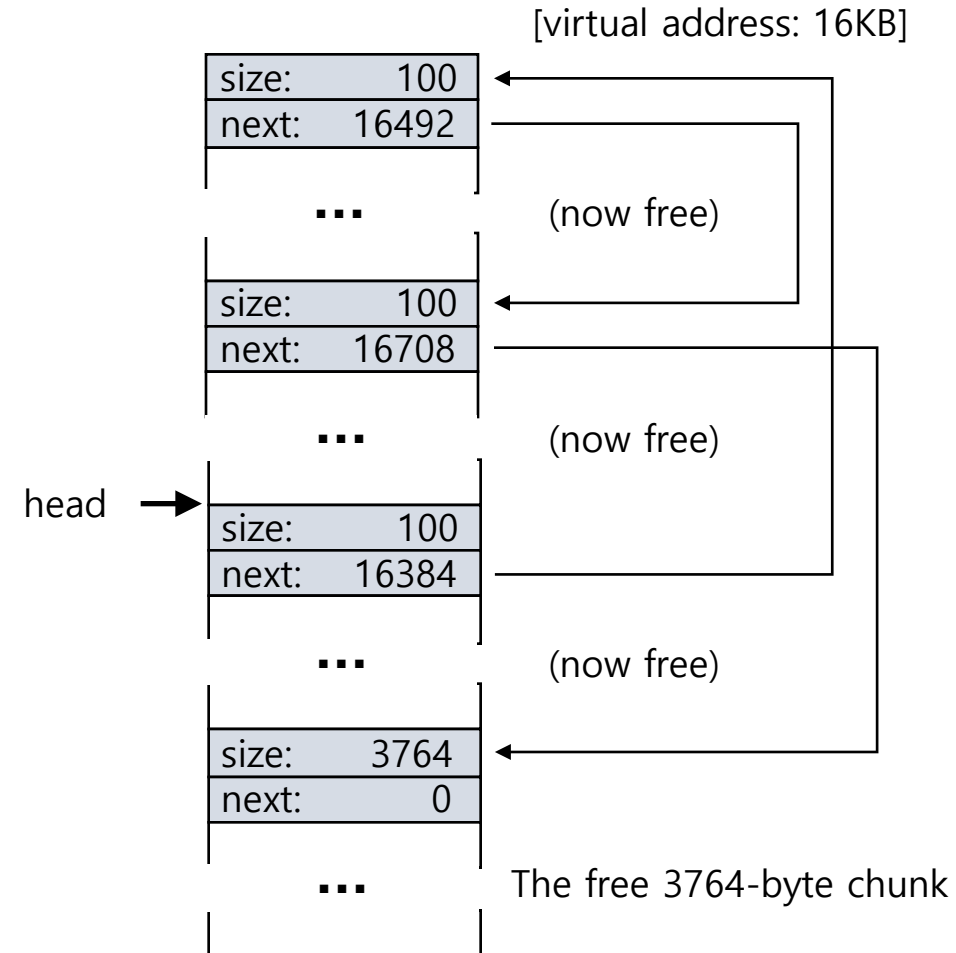 [virtual address: 16KB]
size: 100
next: 16492
...
(now free)
size: 100
next: 16708
...
(now free)
head
size: 100
next: 16384
...
(now free)
size: 3764
next: 0
...
The free 3764-byte chunk